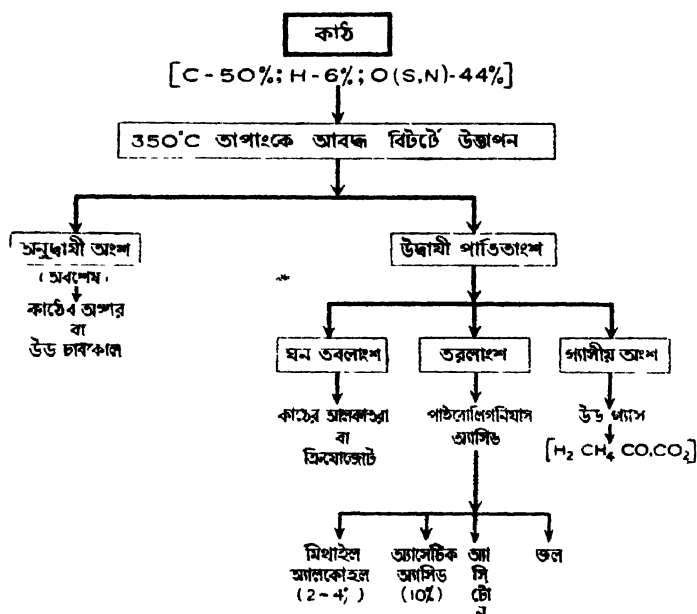 কাঠ
[C-50%; H-6%; O(S,N)-44%]
350°C তাপাংকে আবদ্ধ বিটর্টে উত্তাপন
অনুদ্বায়ী অংশ
(অবশেষ)
কাঠের অঙ্গার
বা
উড চারকোল
উদ্বায়ী পাতিতাংশ
ঘন তবলাংশ
কাঠের আলকাতরা
বা
ক্রিয়োজোট
তরলাংশ
পাইরোলিগনিয়াস
অ্যাসিড
গ্যাসীয় অংশ
উড গ্যাস
[H₂ CH₄ CO.CO₂]
মিথাইল
অ্যালকোহল
(2-4%)
অ্যাসেটিক
অ্যাসিড
(10%)
অ্যা
সি
টো
ন
জল